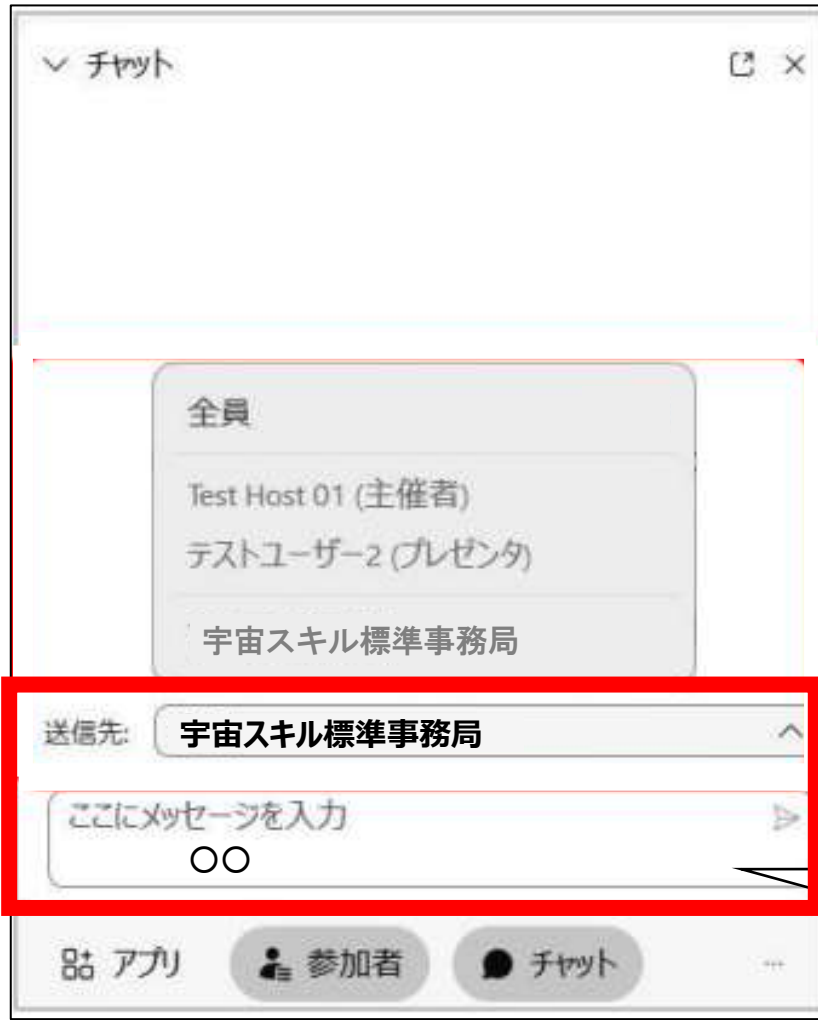 チャット
全員
Test Host 01 (主催者)
テストユーザー2 (プレゼンタ)
宇宙スキル標準事務局
送信先: 宇宙スキル標準事務局
ここにメッセージを入力
〇〇
アプリ 参加者 チャット ...